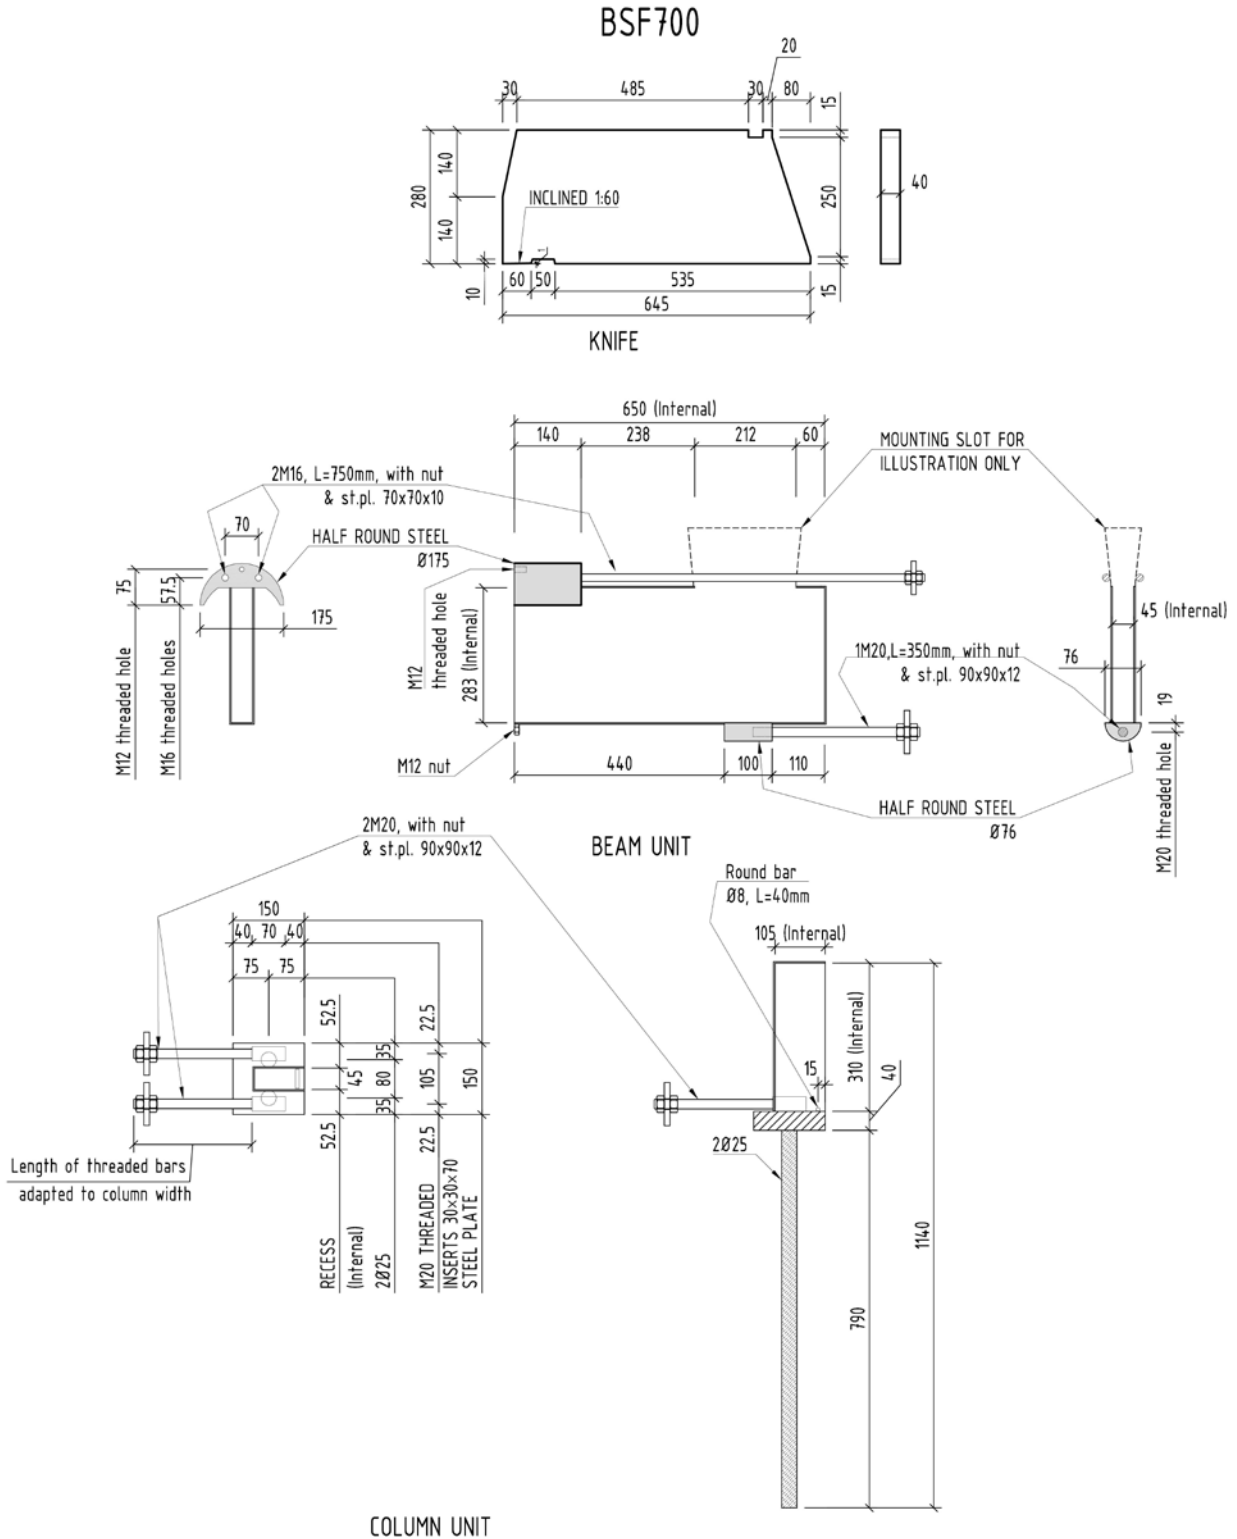 BSF700
20
30
485
30
80
15
280
140
140
INCLINED 1:60
1
250
40
10
60
50
535
15
645
KNIFE
650 (Internal)
140
238
212
60
MOUNTING SLOT FOR
ILLUSTRATION ONLY
2M16, L=750mm, with nut
& st.pl. 70x70x10
70
HALF ROUND STEEL
Ø175
75
57.5
175
M12 threaded hole
M16 threaded holes
M12
threaded hole
283 (Internal)
M12 nut
45 (Internal)
1M20,L=350mm, with nut
& st.pl. 90x90x12
76
19
M20 threaded hole
440
100
110
HALF ROUND STEEL
Ø76
BEAM UNIT
2M20, with nut
& st.pl. 90x90x12
Round bar
Ø8, L=40mm
150
40
70
40
75
75
105 (Internal)
52.5
22.5
35
45
80
105
150
35
52.5
22.5
Length of threaded bars
adapted to column width
RECESS
(Internal)
2Ø25
M20 THREADED
INSERTS 30x30x70
STEEL PLATE
15
310 (Internal)
40
2Ø25
1140
790
COLUMN UNIT